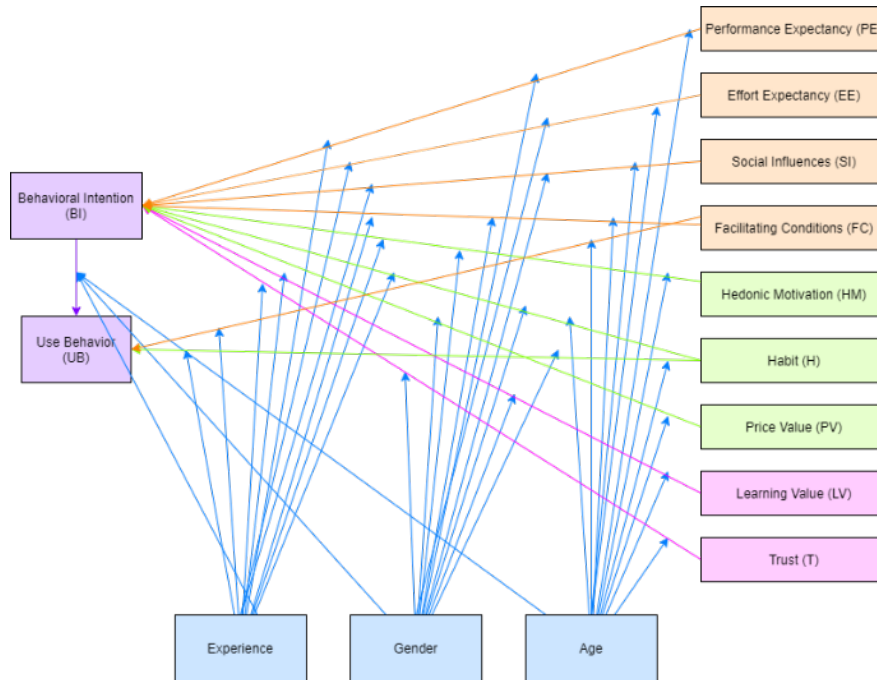 Performance Expectancy (PE
Effort Expectancy (EE)
Social Influences (SI)
Behavioral Intention
(BI)
Facilitating Conditions (FC)
Hedonic Motivation (HM)
Use Behavior
(UB)
Habit (H)
Price Value (PV)
Learning Value (LV)
Trust (T)
Experience
Gender
Age